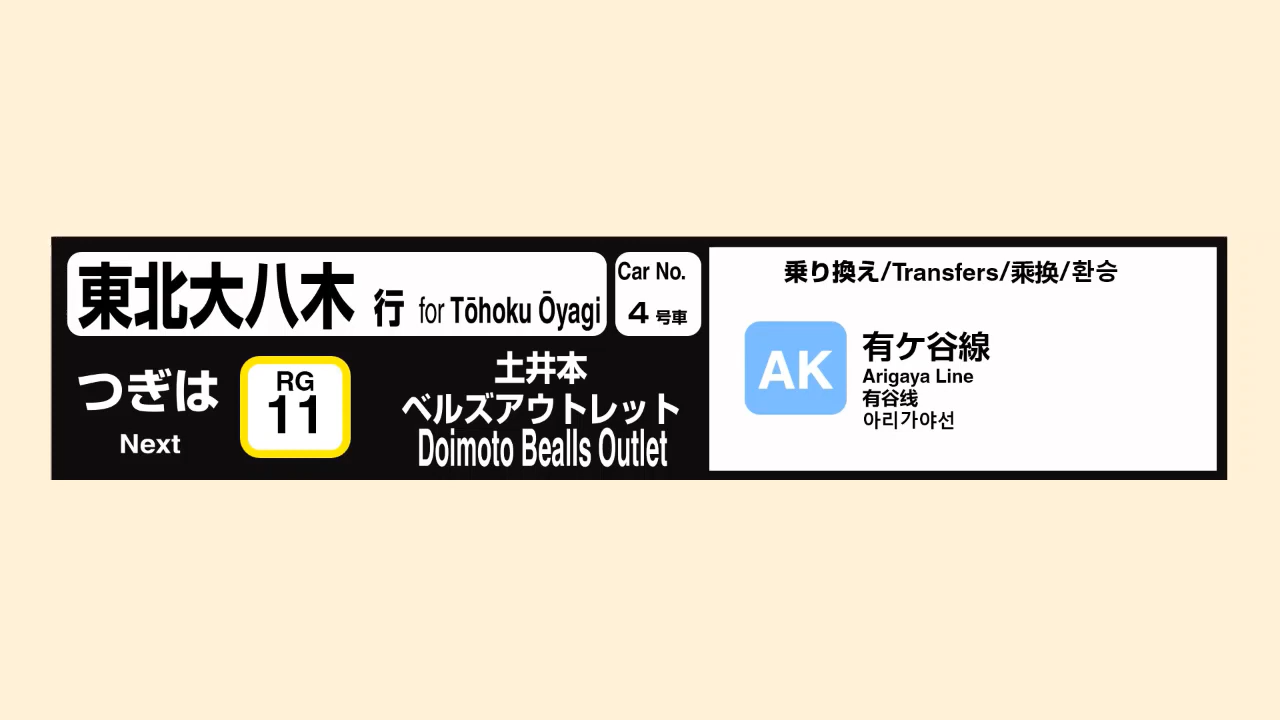 東北大八木 行 for Tōhoku Ōyagi
Car No.
4 号車
つぎは
Next
RG
11
土井本
ベルズアウトレット
Doimoto Bealls Outlet
乗り換え/Transfers/乘换/환승
AK
有ケ谷線
Arigaya Line
有谷线
아리가야선